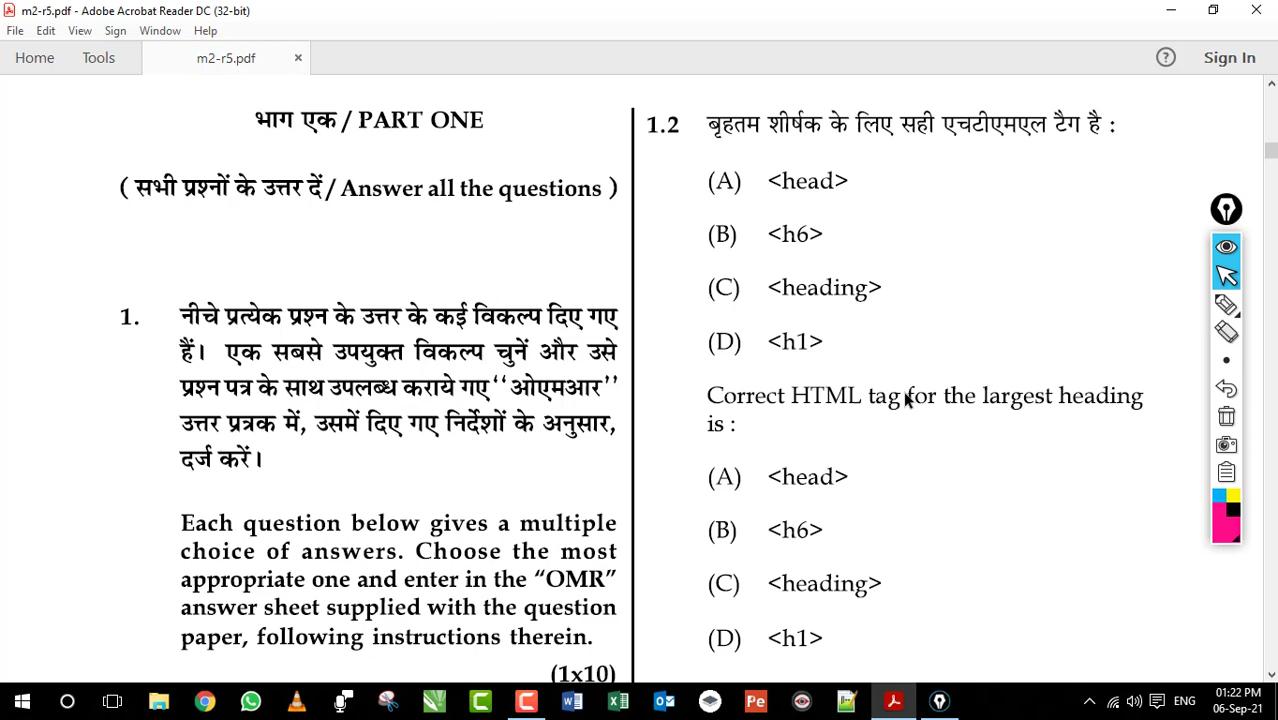 m2-r5.pdf - Adobe Acrobat Reader DC (32-bit)
File Edit View Sign Window Help
Home Tools m2-r5.pdf × ? Sign In
भाग एक / PART ONE
( सभी प्रश्नों के उत्तर दें / Answer all the questions )
1. नीचे प्रत्येक प्रश्न के उत्तर के कई विकल्प दिए गए
हैं। एक सबसे उपयुक्त विकल्प चुनें और उसे
प्रश्न पत्र के साथ उपलब्ध कराये गए ‘‘ओएमआर’’
उत्तर प्रत्रक में, उसमें दिए गए निर्देशों के अनुसार,
दर्ज करें।
Each question below gives a multiple
choice of answers. Choose the most
appropriate one and enter in the “OMR”
answer sheet supplied with the question
paper, following instructions therein.
(1x10)
1.2 बृहतम शीर्षक के लिए सही एचटीएमएल टैग है :
(A) <head>
(B) <h6>
(C) <heading>
(D) <h1>
Correct HTML tag for the largest heading
is :
(A) <head>
(B) <h6>
(C) <heading>
(D) <h1>
ENG
01:22 PM
06-Sep-21